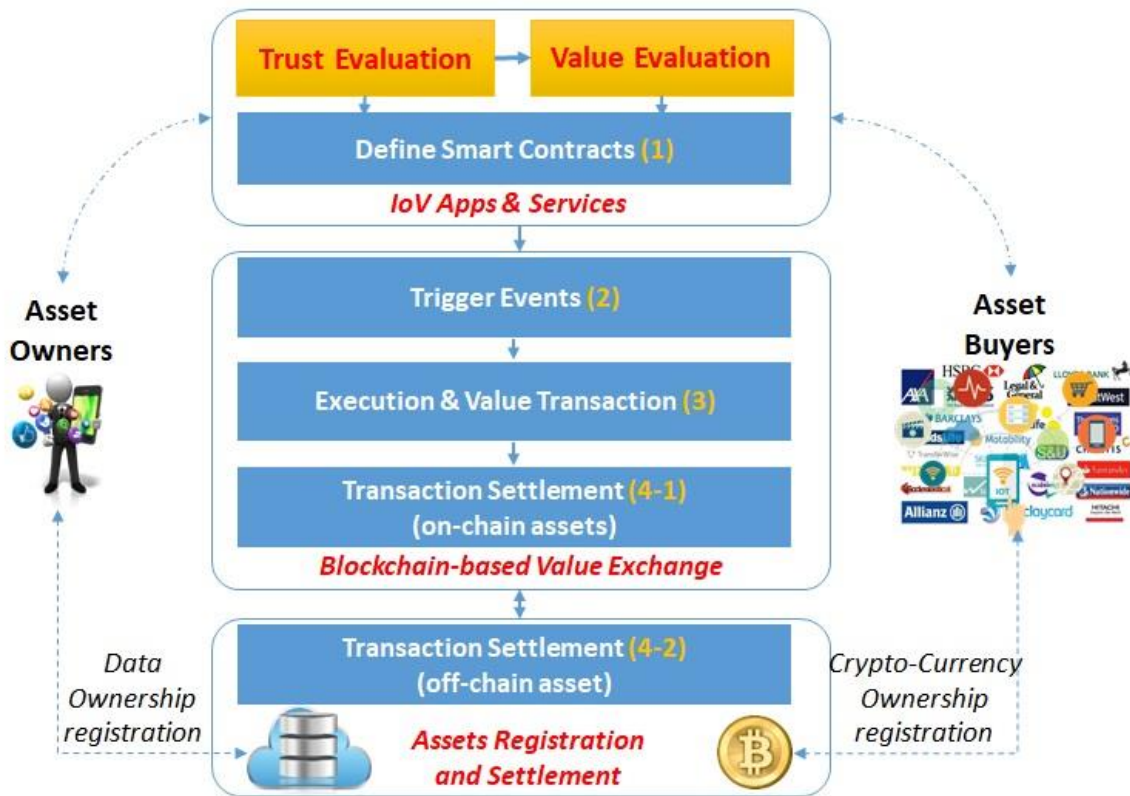 Trust Evaluation
Value Evaluation
Define Smart Contracts (1)
IoV Apps & Services
Trigger Events (2)
Execution & Value Transaction (3)
Transaction Settlement (4-1)
(on-chain assets)
Blockchain-based Value Exchange
Transaction Settlement (4-2)
(off-chain asset)
Assets Registration
and Settlement
Asset
Owners
Data
Ownership
registration
Asset
Buyers
HSBC
AXA
Legal &
General
BARCLAYS
Motability
S&U
IOT
Allianz
claycard
Nationwide
HITACHI
Crypto-Currency
Ownership
registration